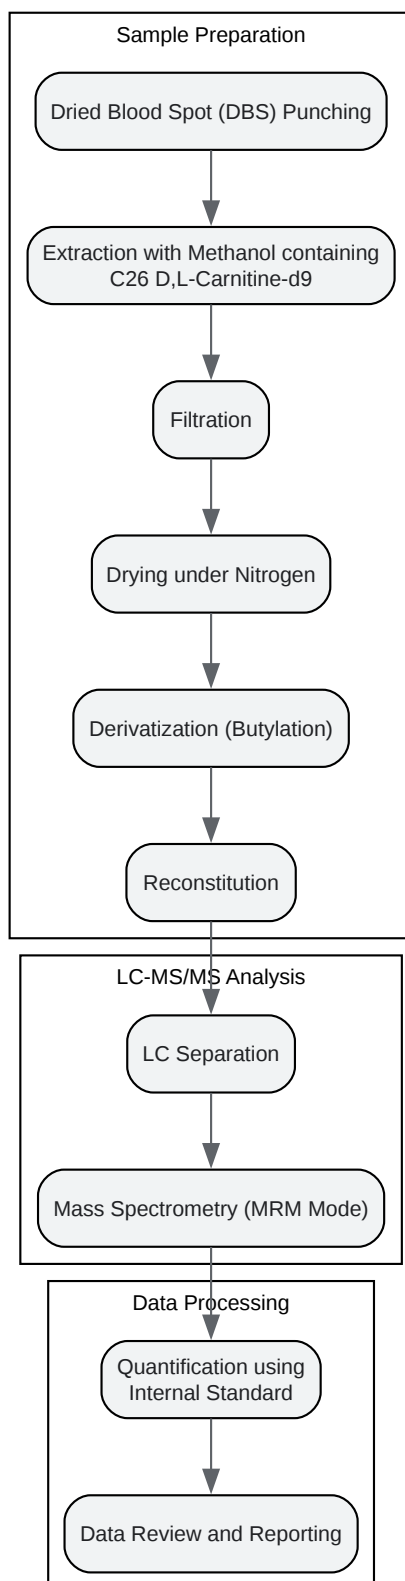 Sample Preparation
Dried Blood Spot (DBS) Punching
Extraction with Methanol containing
C26 D,L-Carnitine-d9
Filtration
Drying under Nitrogen
Derivatization (Butylation)
Reconstitution
LC-MS/MS Analysis
LC Separation
Mass Spectrometry (MRM Mode)
Data Processing
Quantification using
Internal Standard
Data Review and Reporting